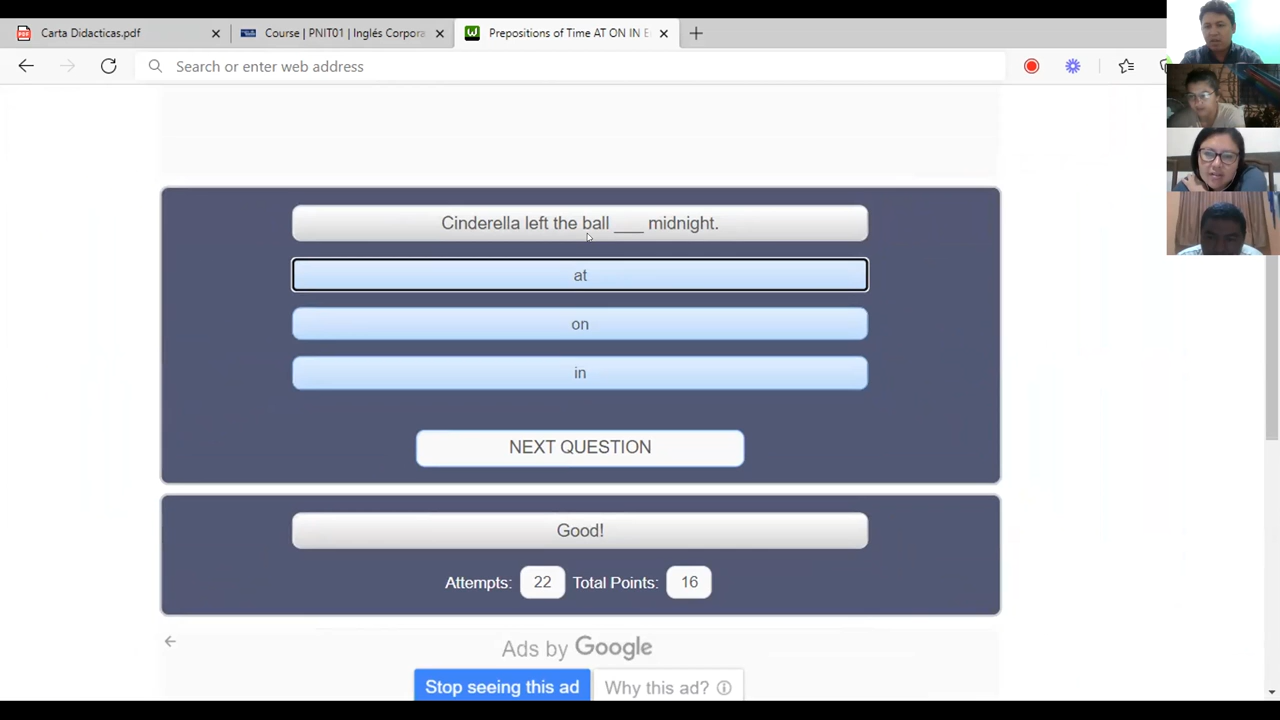 Carta Didacticas.pdf
Course | PNIT01 | Inglés Corpora
Prepositions of Time AT ON IN E
Search or enter web address
Cinderella left the ball ___ midnight.
at
on
in
NEXT QUESTION
Good!
Attempts: 22 Total Points: 16
Ads by Google
Stop seeing this ad
Why this ad?